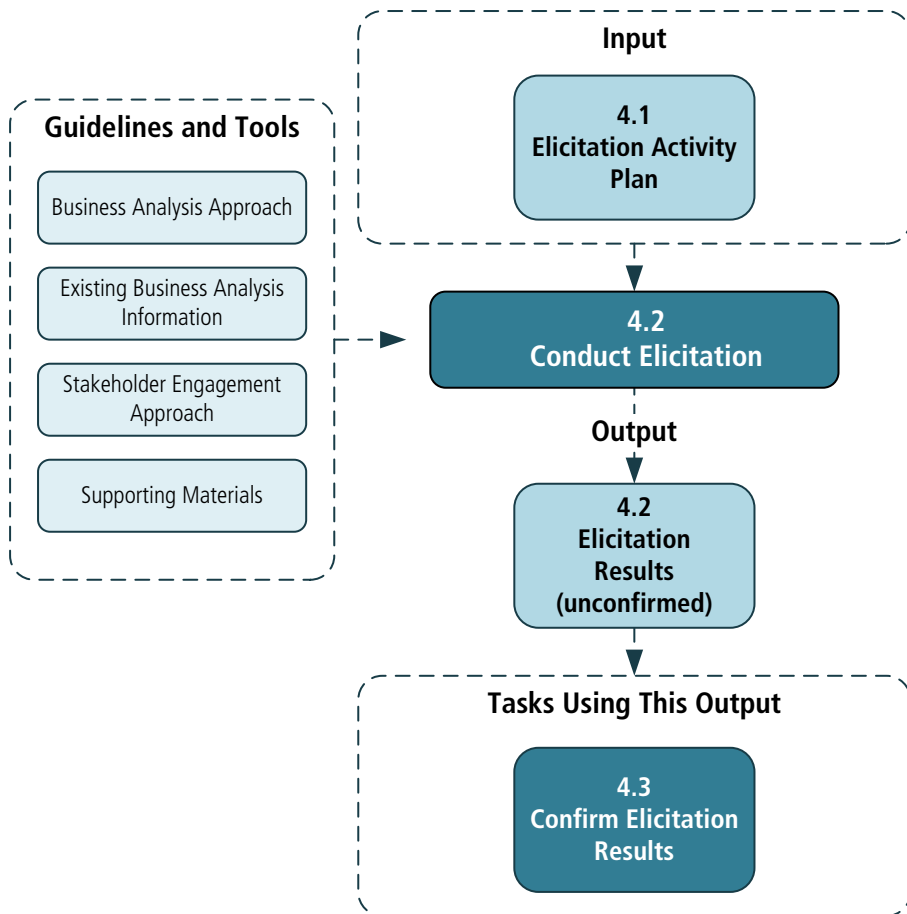 Input
4.1
Elicitation Activity
Plan
Guidelines and Tools
Business Analysis Approach
Existing Business Analysis
Information
Stakeholder Engagement
Approach
Supporting Materials
4.2
Conduct Elicitation
Output
4.2
Elicitation
Results
(unconfirmed)
Tasks Using This Output
4.3
Confirm Elicitation
Results